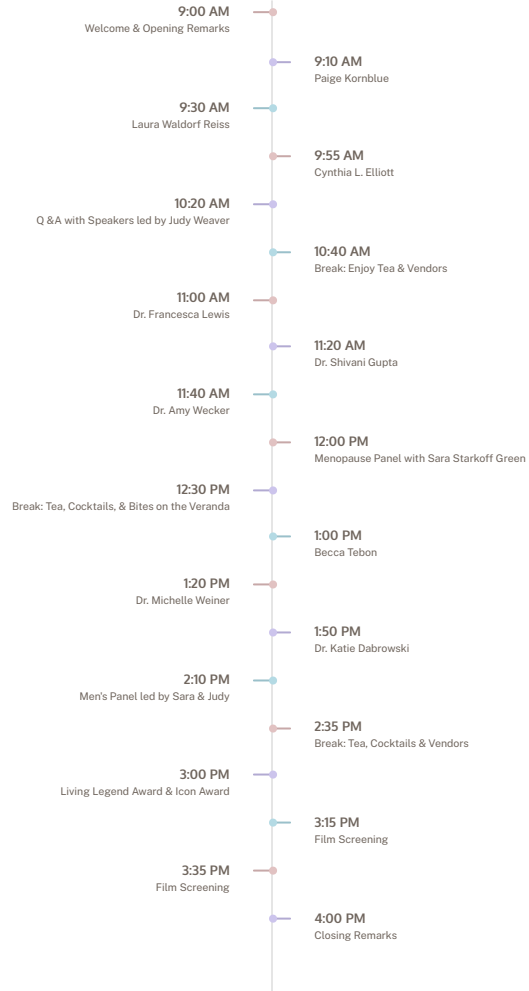 9:00 AM
Welcome & Opening Remarks
9:10 AM
Paige Kornblue
9:30 AM
Laura Waldorf Reiss
9:55 AM
Cynthia L. Elliott
10:20 AM
Q &A with Speakers led by Judy Weaver
10:40 AM
Break: Enjoy Tea & Vendors
11:00 AM
Dr. Francesca Lewis
11:20 AM
Dr. Shivani Gupta
11:40 AM
Dr. Amy Wecker
12:00 PM
Menopause Panel with Sara Starkoff Green
12:30 PM
Break: Tea, Cocktails, & Bites on the Veranda
1:00 PM
Becca Tebon
1:20 PM
Dr. Michelle Weiner
1:50 PM
Dr. Katie Dabrowski
2:10 PM
Men's Panel led by Sara & Judy
2:35 PM
Break: Tea, Cocktails & Vendors
3:00 PM
Living Legend Award & Icon Award
3:15 PM
Film Screening
3:35 PM
Film Screening
4:00 PM
Closing Remarks